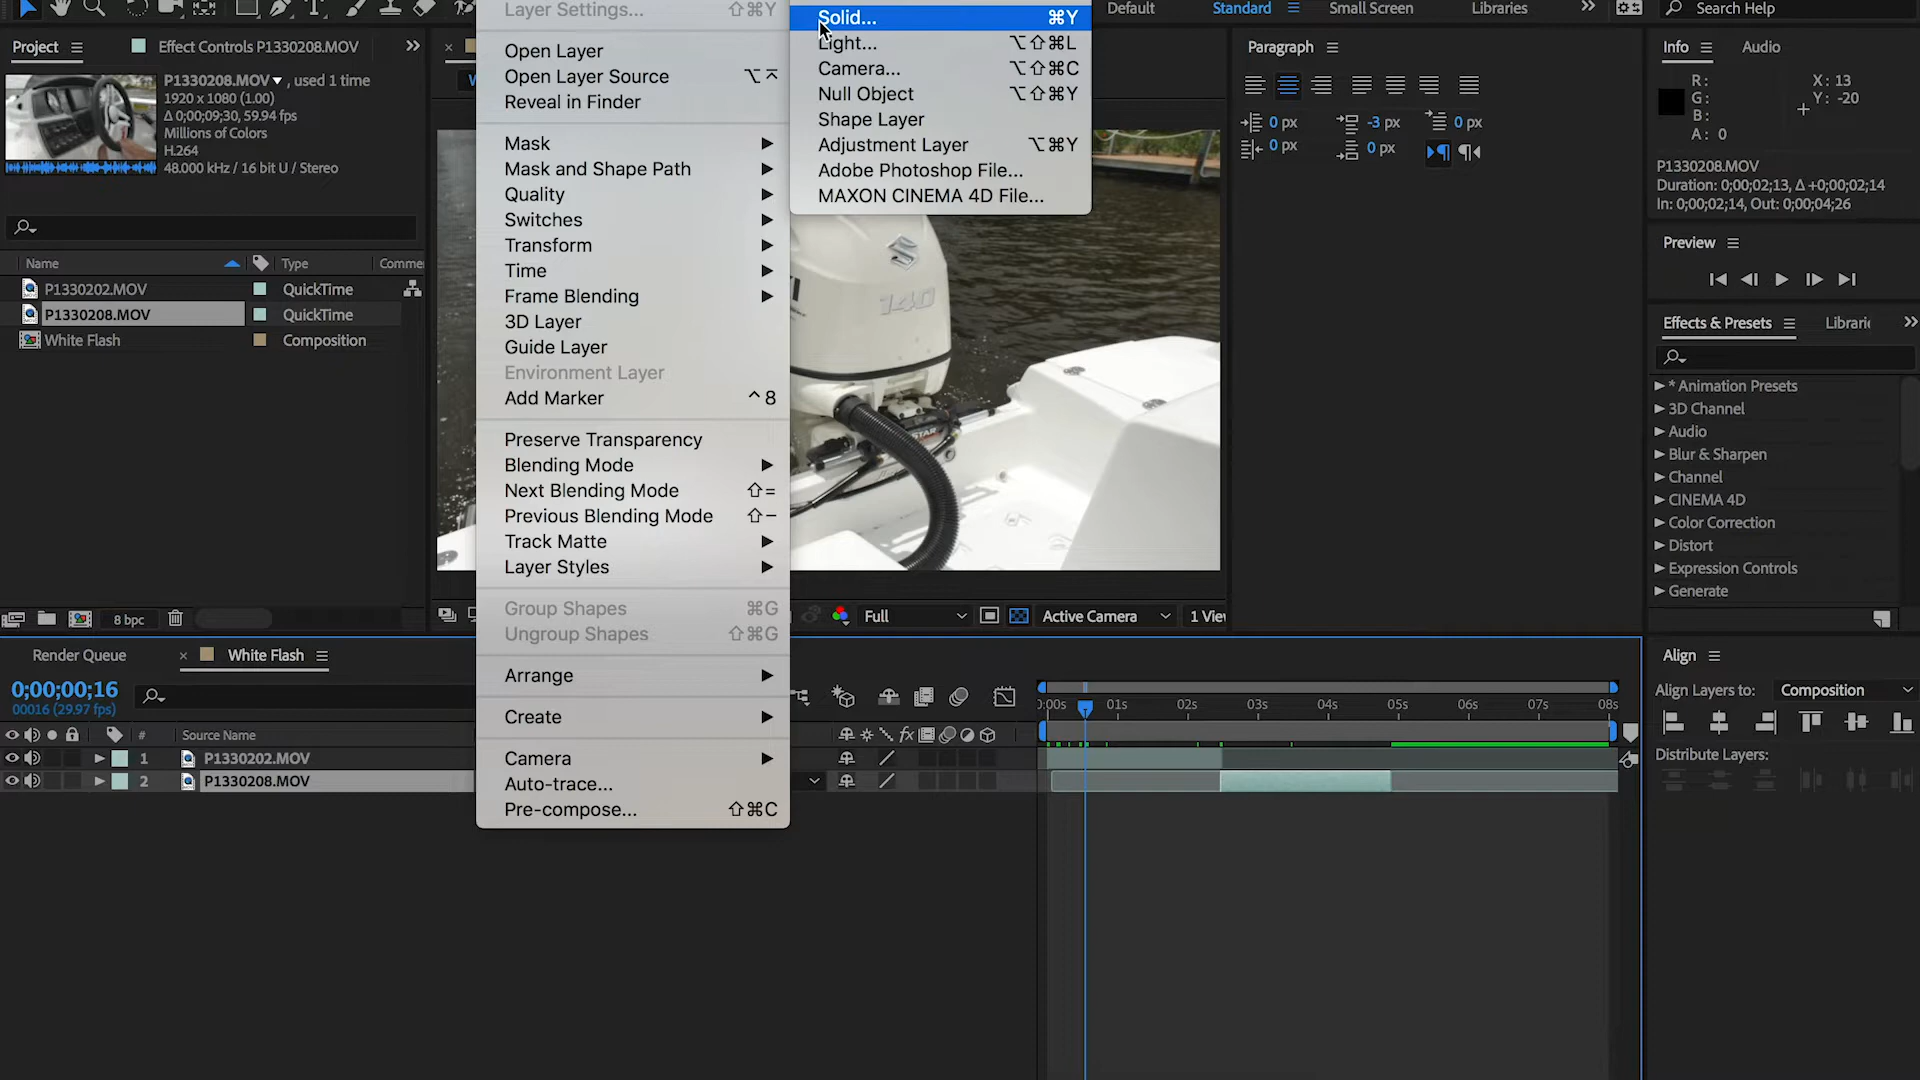 Layer Settings... ⇧⌘Y
Solid... ⌘Y
Default Standard Small Screen Libraries Search Help
Project Effect Controls P1330208.MOV
Open Layer
Light... ⌥⇧⌘L
Paragraph
Info Audio
P1330208.MOV , used 1 time
1920 x 1080 (1.00)
Δ 0;00;09;30, 59.94 fps
Millions of Colors
H.264
48.000 kHz / 16 bit U / Stereo
Open Layer Source
Reveal in Finder
Camera... ⌥⇧⌘C
Null Object ⌥⇧⌘Y
Shape Layer
Adjustment Layer ⌥⌘Y
Adobe Photoshop File...
MAXON CINEMA 4D File...
0 px -3 px 0 px
0 px 0 px
R: X: 13
G: Y: -20
B:
A: 0
P1330208.MOV
Duration: 0;00;02;13, Δ +0;00;02;14
In: 0;00;02;14, Out: 0;00;04;26
Mask
Mask and Shape Path
Quality
Switches
Transform
Time
Frame Blending
3D Layer
Guide Layer
Environment Layer
Add Marker ^8
Preview
Name Type Comme
P1330202.MOV QuickTime
P1330208.MOV QuickTime
White Flash Composition
140
STAR
Effects & Presets Librari
* Animation Presets
3D Channel
Audio
Blur & Sharpen
Channel
CINEMA 4D
Color Correction
Distort
Expression Controls
Generate
Preserve Transparency
Blending Mode
Next Blending Mode ⇧=
Previous Blending Mode ⇧-
Track Matte
Layer Styles
Group Shapes ⌘G
Ungroup Shapes ⇧⌘G
Arrange
Create
Camera
Auto-trace...
Pre-compose... ⇧⌘C
8 bpc
Full Active Camera 1 View
Render Queue White Flash
0;00;00;16
00016 (29.97 fps)
# Source Name
1 P1330202.MOV
2 P1330208.MOV
fx
0:00s 01s 02s 03s 04s 05s 06s 07s 08s
Align
Align Layers to: Composition
Distribute Layers: